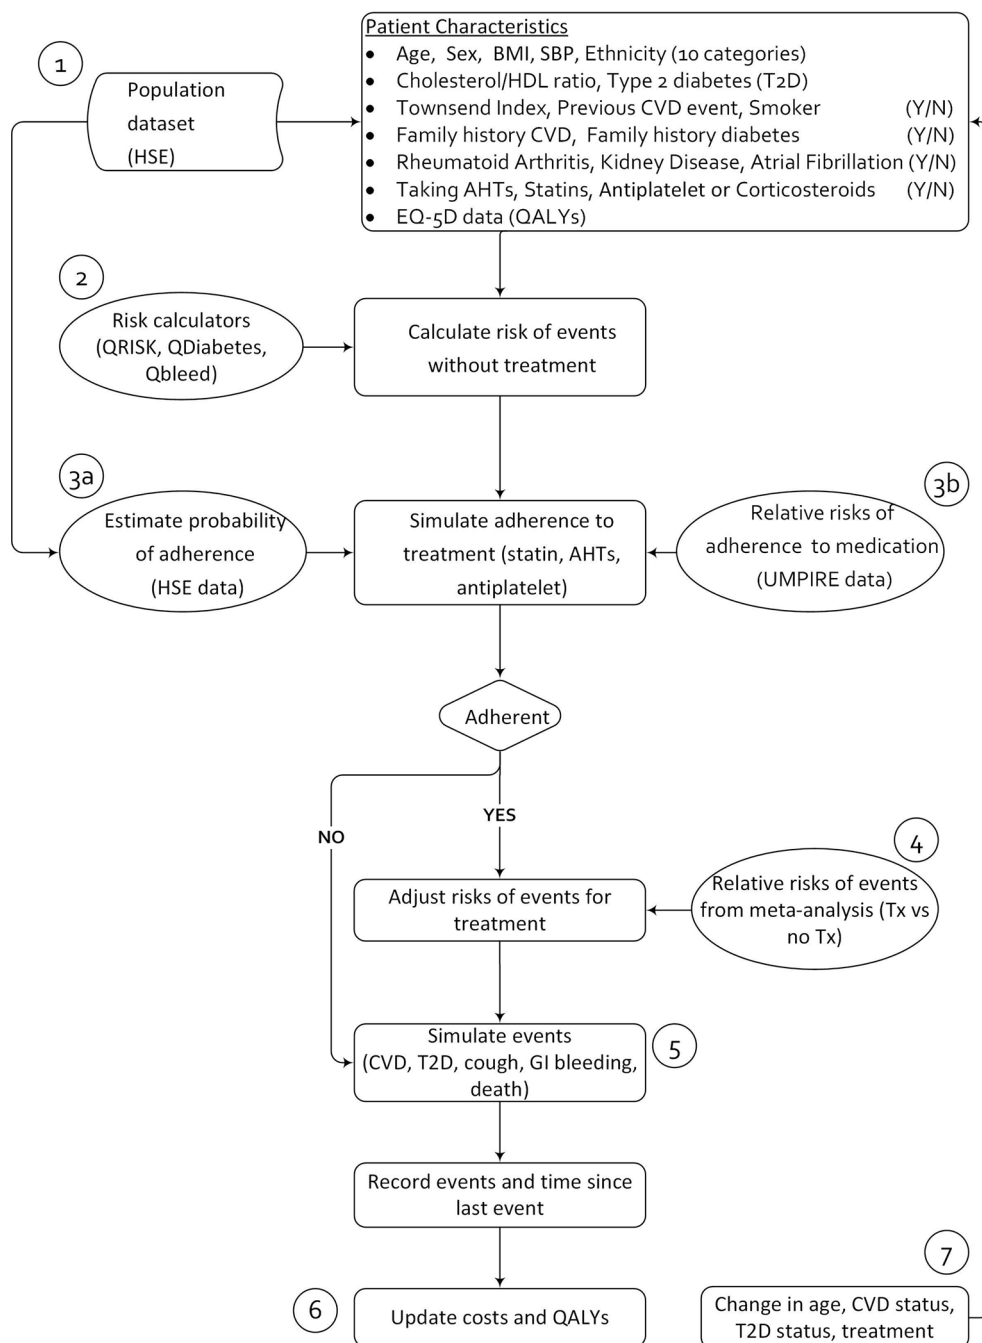 Patient Characteristics
1
• Age, Sex, BMI, SBP, Ethnicity (10 categories)
• Cholesterol/HDL ratio, Type 2 diabetes (T2D)
• Townsend Index, Previous CVD event, Smoker (Y/N)
• Family history CVD, Family history diabetes (Y/N)
• Rheumatoid Arthritis, Kidney Disease, Atrial Fibrillation (Y/N)
• Taking AHTs, Statins, Antiplatelet or Corticosteroids (Y/N)
• EQ-5D data (QALYs)
Population
dataset
(HSE)
2
Risk calculators
(QRISK, QDiabetes,
Qbleed)
Calculate risk of events
without treatment
3a
Estimate probability
of adherence
(HSE data)
Simulate adherence to
treatment (statin, AHTs,
antiplatelet)
3b
Relative risks of
adherence to medication
(UMPIRE data)
Adherent
NO
YES
4
Adjust risks of events for
treatment
Relative risks of events
from meta-analysis (Tx vs
no Tx)
Simulate events
(CVD, T2D, cough, GI bleeding,
death)
5
Record events and time since
last event
6
Update costs and QALYs
7
Change in age, CVD status,
T2D status, treatment